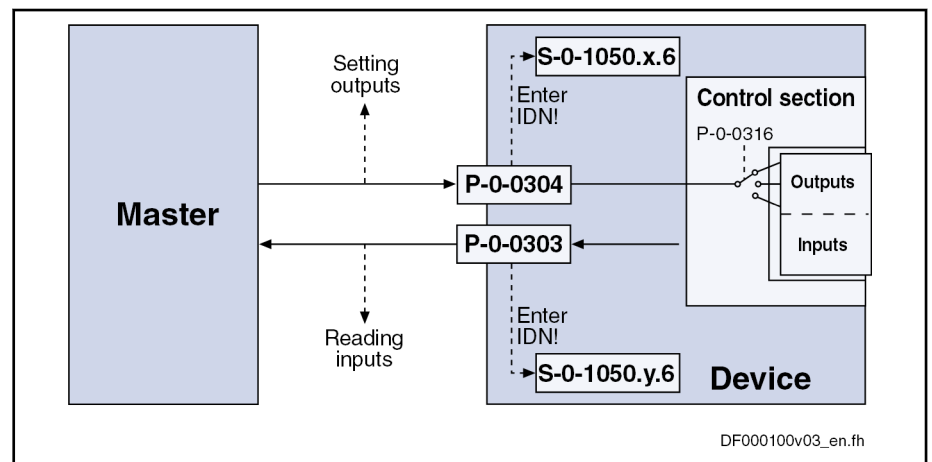 S-0-1050.x.6
Setting
outputs
Enter
IDN!
Control section
P-0-0316
P-0-0304
Outputs
Master
P-0-0303
Inputs
Reading
inputs
Enter
IDN!
S-0-1050.y.6
Device
DF000100v03_en.fh